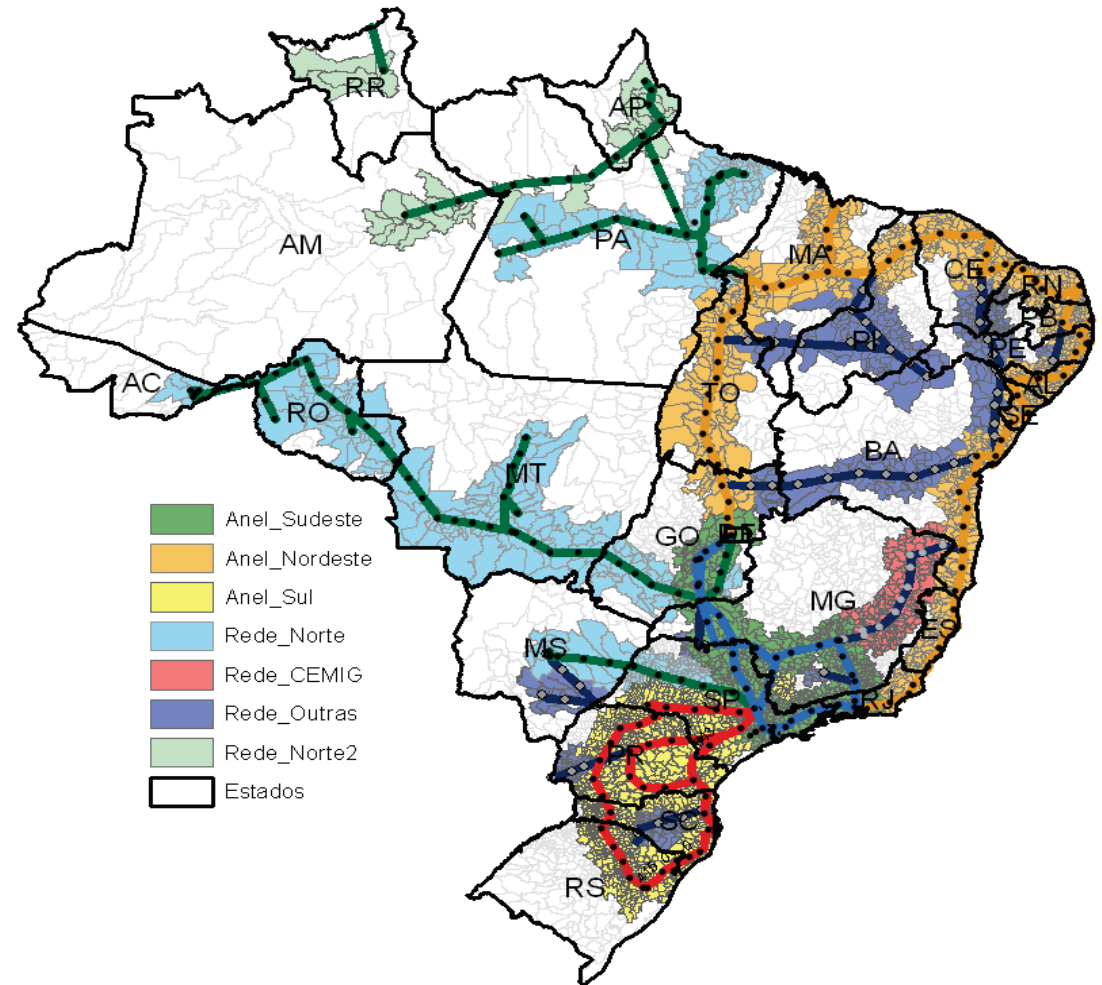 RR
AP
AM
PA
MA
CE
RN
PB
PI
PE
AC
TO
AL
RO
SE
BA
MT
GO
DF
MG
ES
MS
SP
RJ
PR
SC
RS
Anel_Sudeste
Anel_Nordeste
Anel_Sul
Rede_Norte
Rede_CEMIG
Rede_Outras
Rede_Norte2
Estados